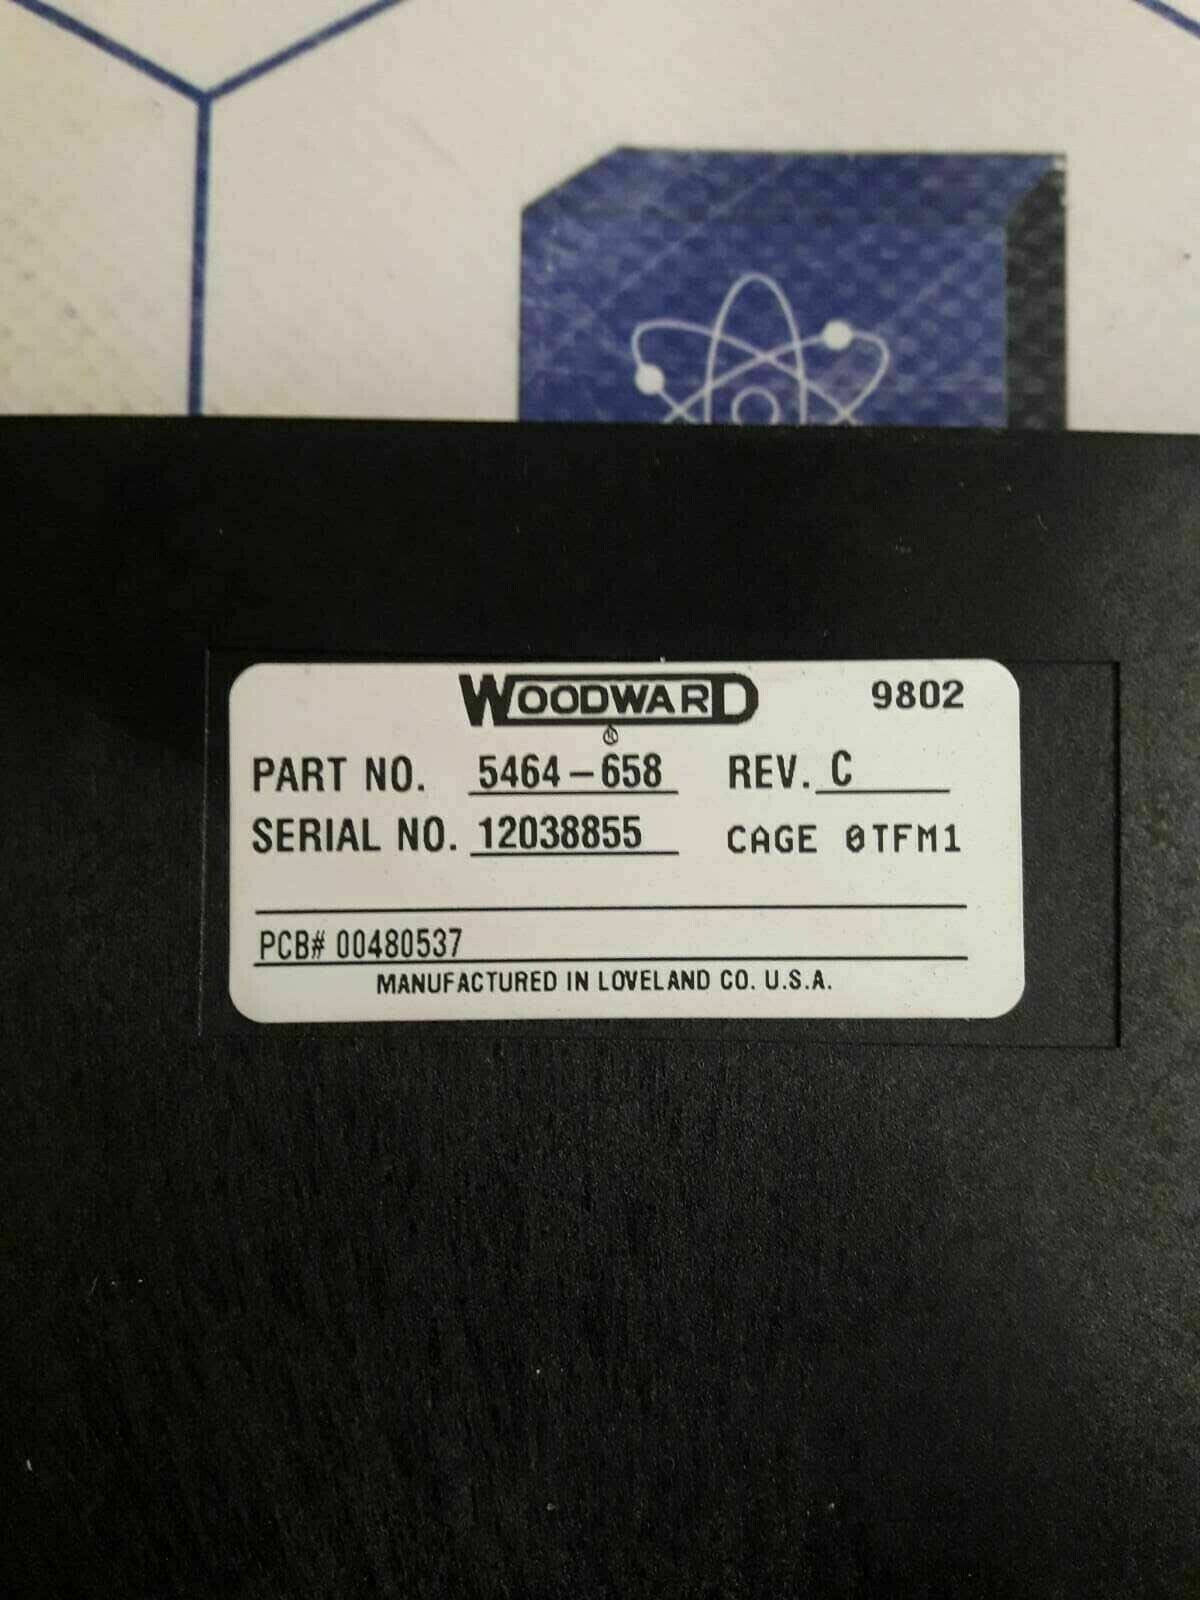 WOODWARD 9802
PART NO. 5464-658 REV. C
SERIAL NO. 12038855 CAGE 0TFM1
PCB# 00480537
MANUFACTURED IN LOVELAND CO. U.S.A.